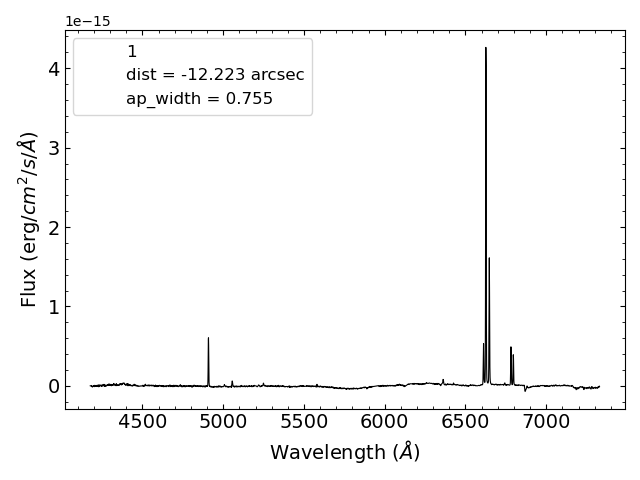 1e−15
1
dist = -12.223 arcsec
ap_width = 0.755
4
3
2
1
0
Flux (erg/cm²/s/Å)
4500 5000 5500 6000 6500 7000
Wavelength (Å)